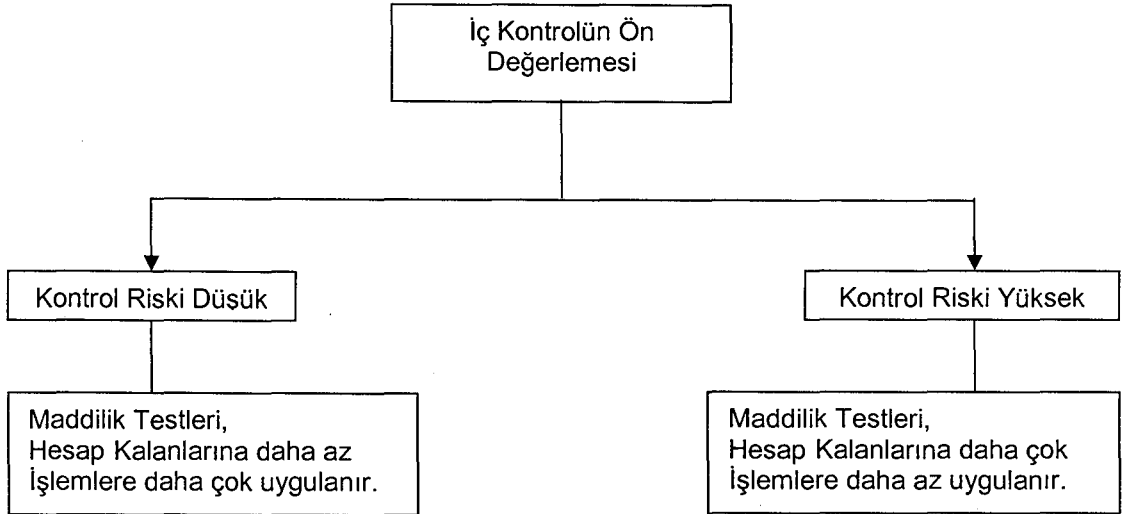 İç Kontrolün Ön
Değerlemesi
Kontrol Riski Düşük
Kontrol Riski Yüksek
Maddilik Testleri,
Hesap Kalanlarına daha az
İşlemlere daha çok uygulanır.
Maddilik Testleri,
Hesap Kalanlarına daha çok
İşlemlere daha az uygulanır.